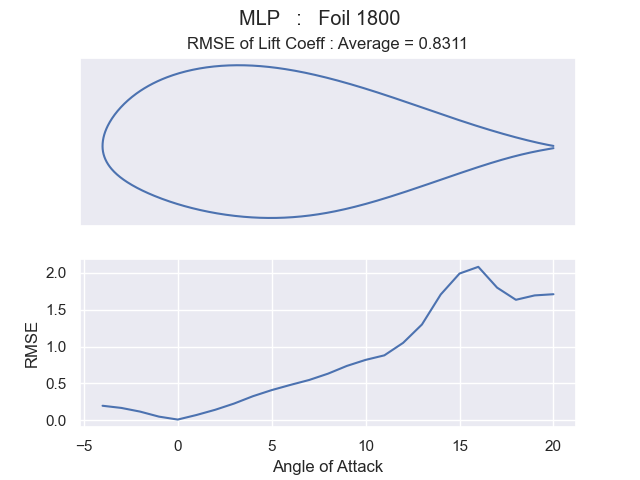 MLP : Foil 1800
RMSE of Lift Coeff : Average = 0.8311
2.0
1.5
1.0
0.5
0.0
RMSE
−5 0 5 10 15 20
Angle of Attack